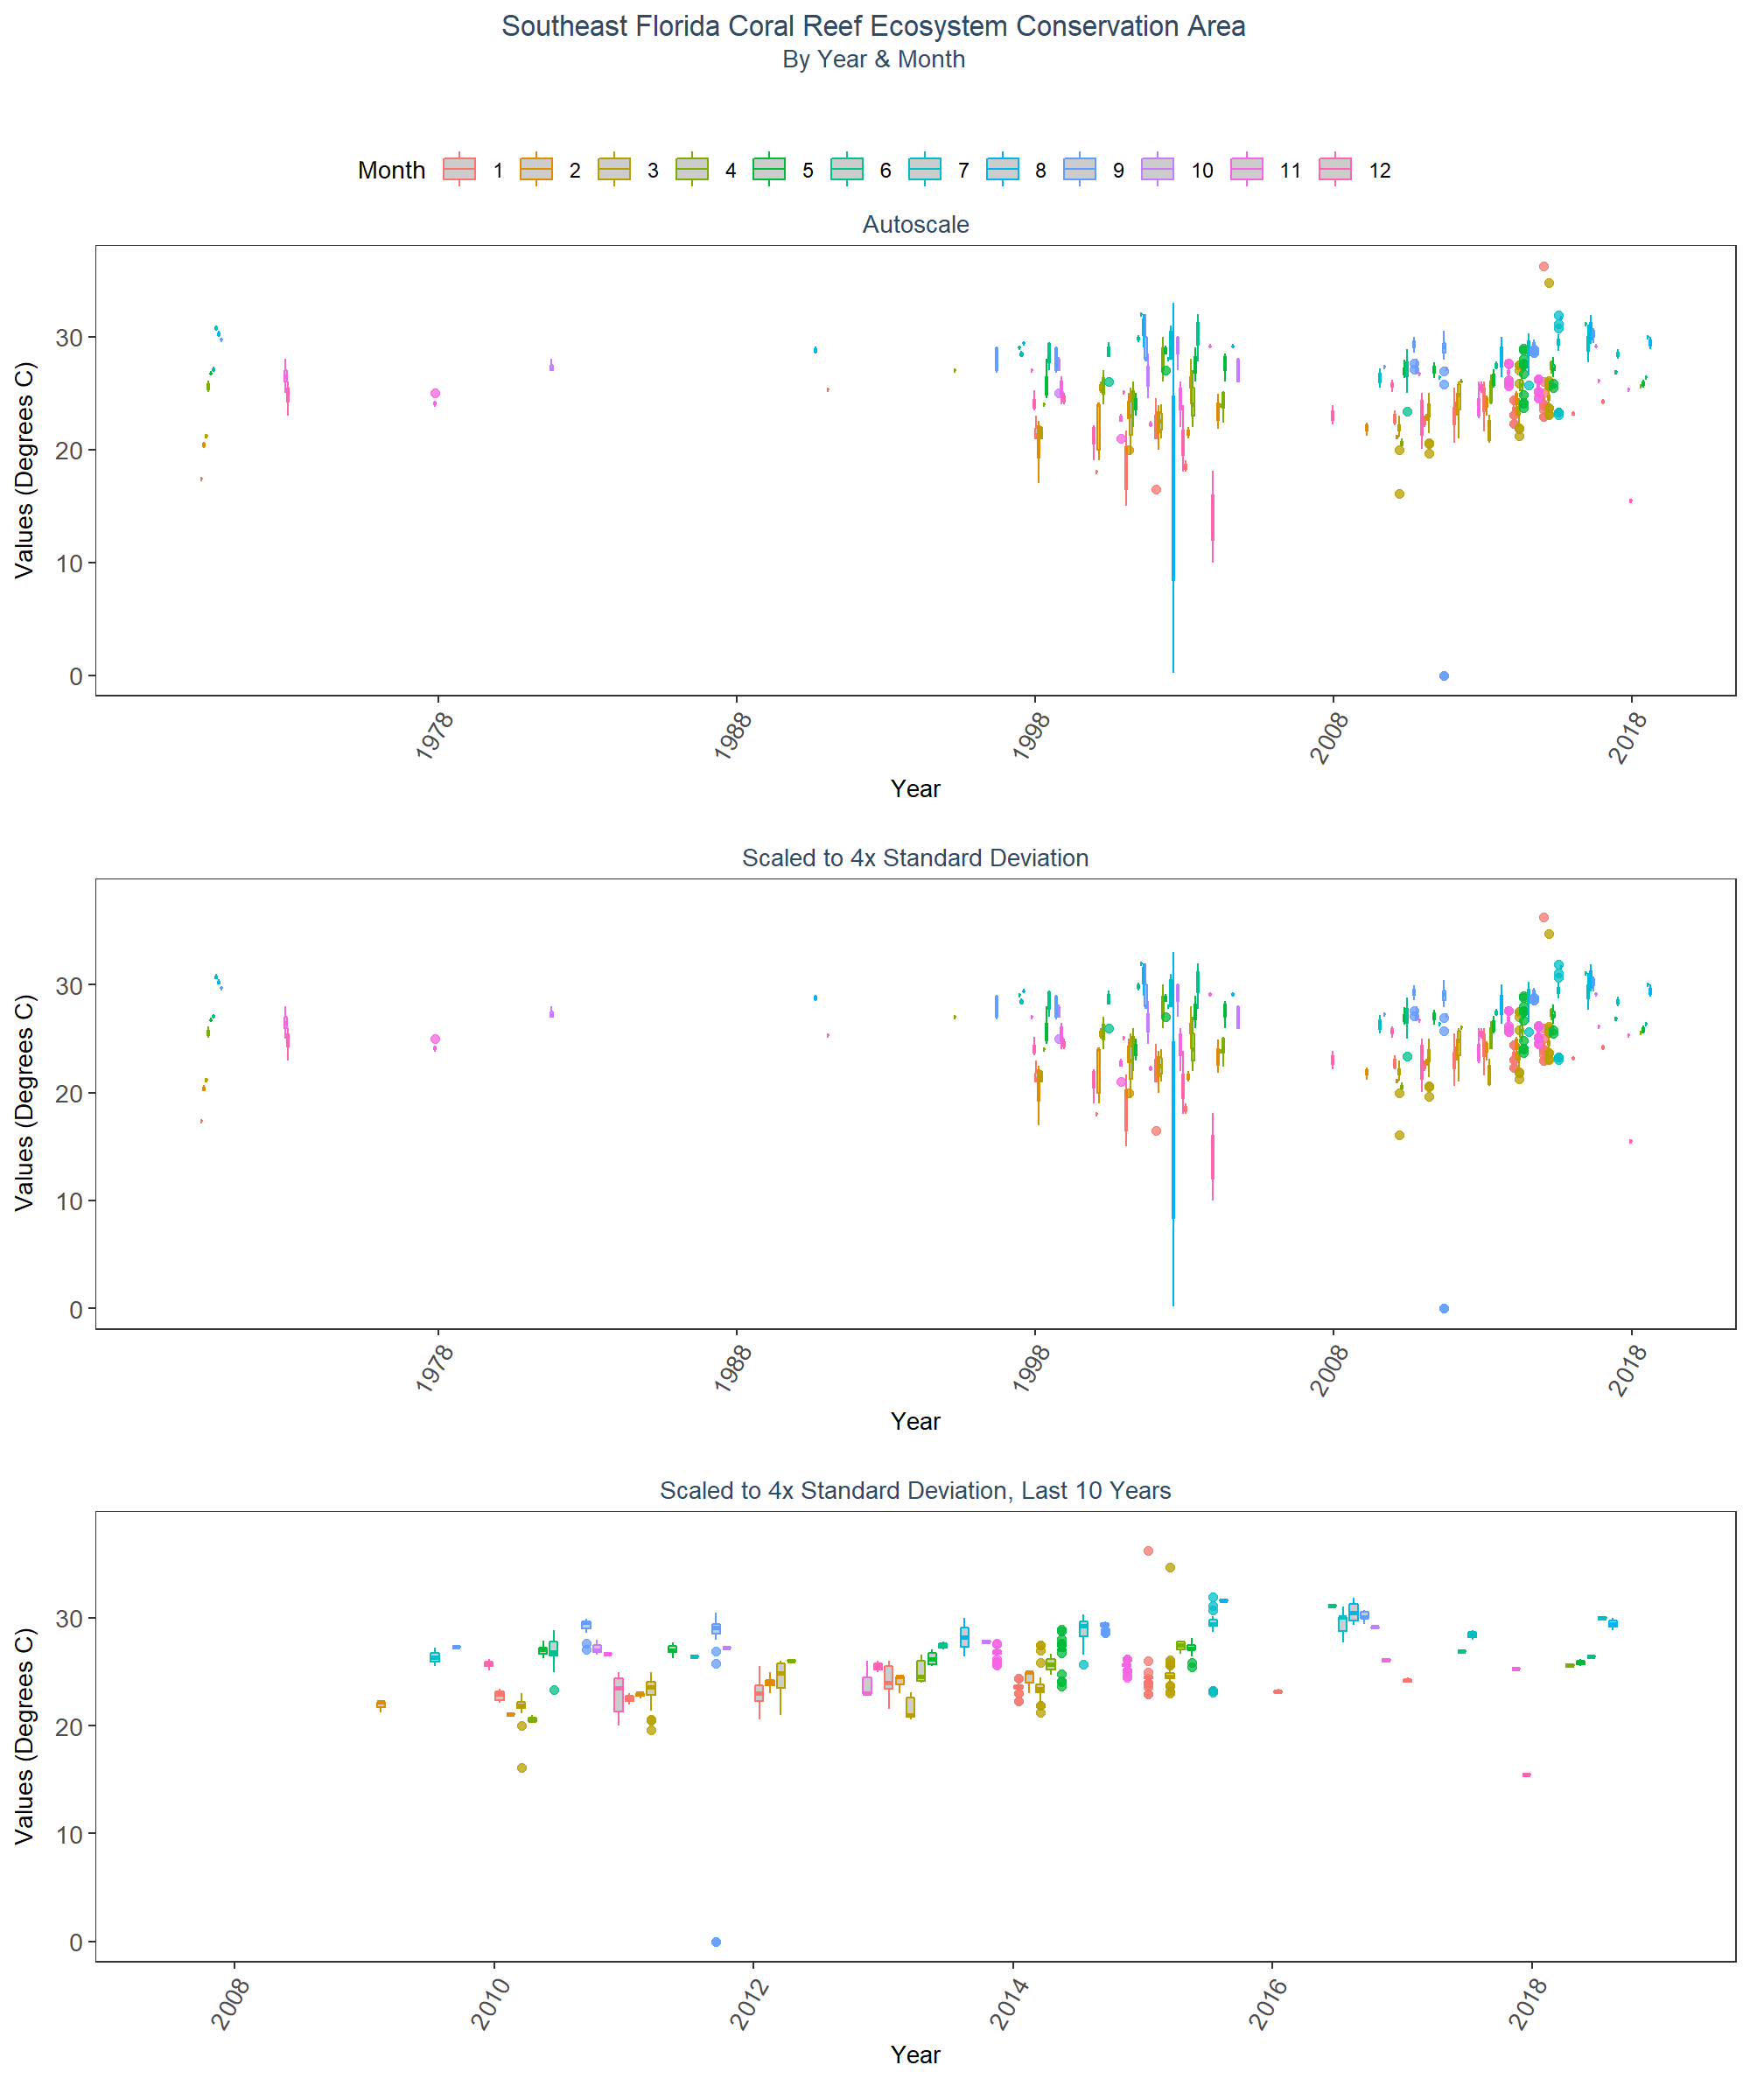 Southeast Florida Coral Reef Ecosystem Conservation Area
By Year & Month
Month 1 2 3 4 5 6 7 8 9 10 11 12
Autoscale
Values (Degrees C)
30
20
10
0
1978 1988 1998 2008 2018
Year
Scaled to 4x Standard Deviation
Values (Degrees C)
30
20
10
0
1978 1988 1998 2008 2018
Year
Scaled to 4x Standard Deviation, Last 10 Years
Values (Degrees C)
30
20
10
0
2008 2010 2012 2014 2016 2018
Year